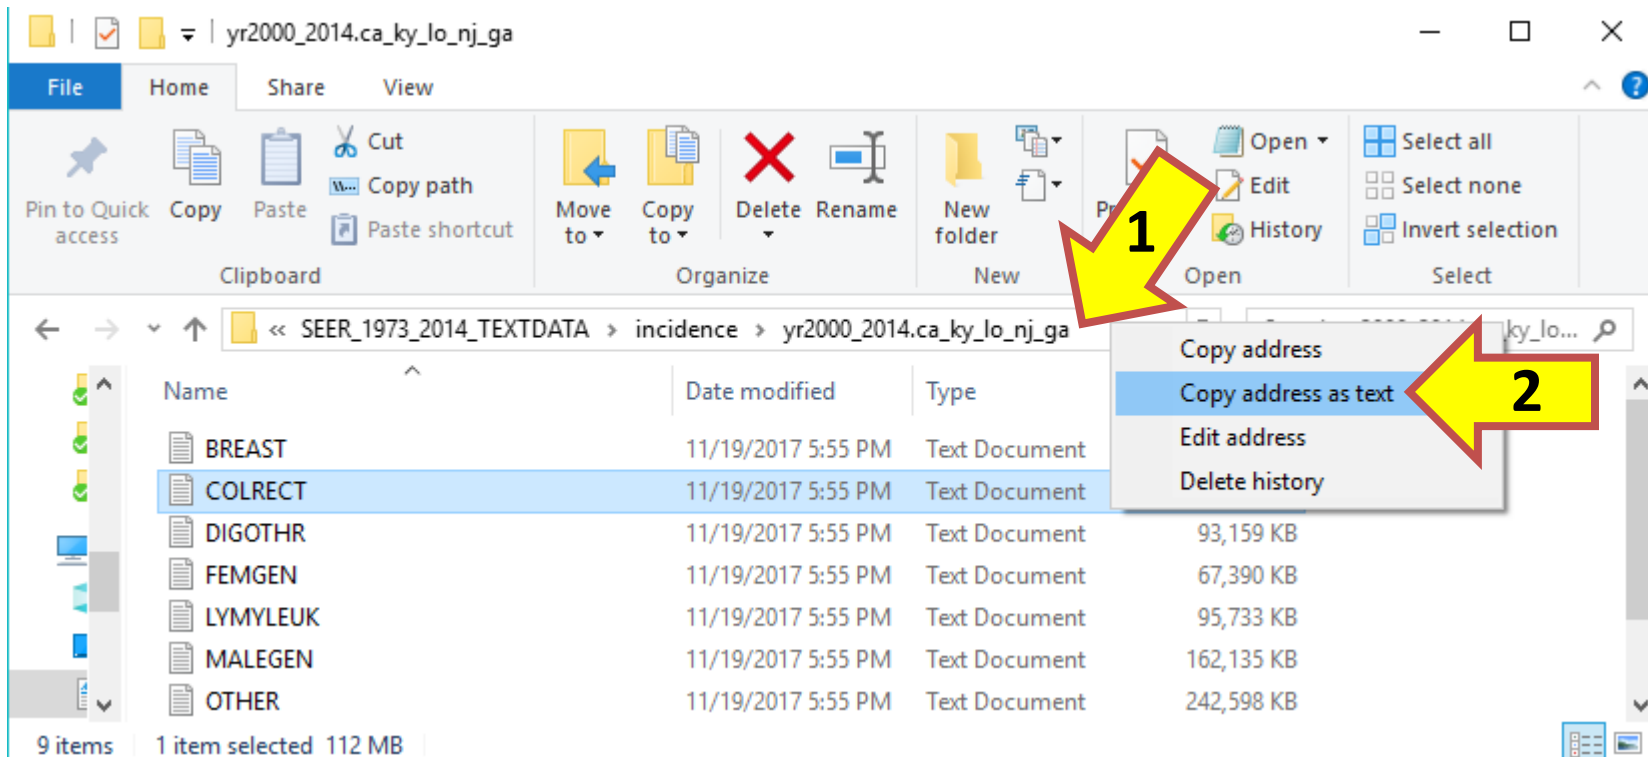 yr2000_2014.ca_ky_lo_nj_ga
File Home Share View
Pin to Quick access
Copy
Paste
Cut
Copy path
Paste shortcut
Clipboard
Move to
Copy to
Delete
Rename
Organize
New folder
New
1
Open
Edit
History
Open
Select all
Select none
Invert selection
Select
« SEER_1973_2014_TEXTDATA > incidence > yr2000_2014.ca_ky_lo_nj_ga
ky_lo...
Copy address
Copy address as text
Edit address
Delete history
2
Name Date modified Type
BREAST 11/19/2017 5:55 PM Text Document
COLRECT 11/19/2017 5:55 PM Text Document
DIGOTHR 11/19/2017 5:55 PM Text Document 93,159 KB
FEMGEN 11/19/2017 5:55 PM Text Document 67,390 KB
LYMYLEUK 11/19/2017 5:55 PM Text Document 95,733 KB
MALEGEN 11/19/2017 5:55 PM Text Document 162,135 KB
OTHER 11/19/2017 5:55 PM Text Document 242,598 KB
9 items 1 item selected 112 MB